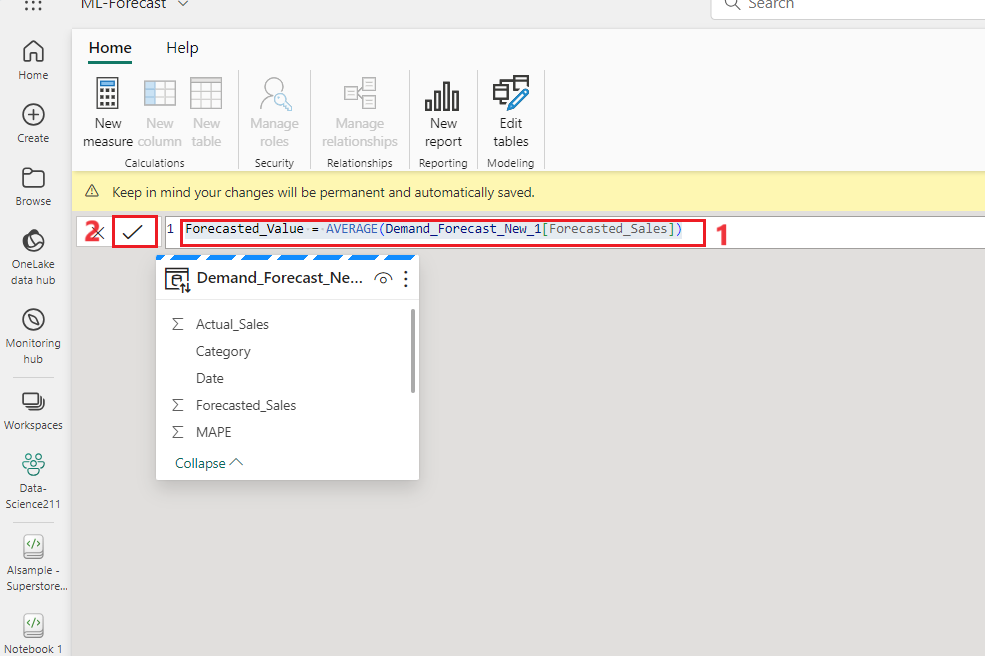 ML-Forecast
Search
Home
Create
Browse
OneLake
data hub
Monitoring
hub
Workspaces
Data-
Science211
AIsample -
Superstore...
Notebook 1
Home Help
New
measure
New
column
New
table
Calculations
Manage
roles
Security
Manage
relationships
Relationships
New
report
Reporting
Edit
tables
Modeling
Keep in mind your changes will be permanent and automatically saved.
2
1 Forecasted_Value = AVERAGE(Demand_Forecast_New_1[Forecasted_Sales])
1
Demand_Forecast_Ne...
Actual_Sales
Category
Date
Forecasted_Sales
MAPE
Collapse